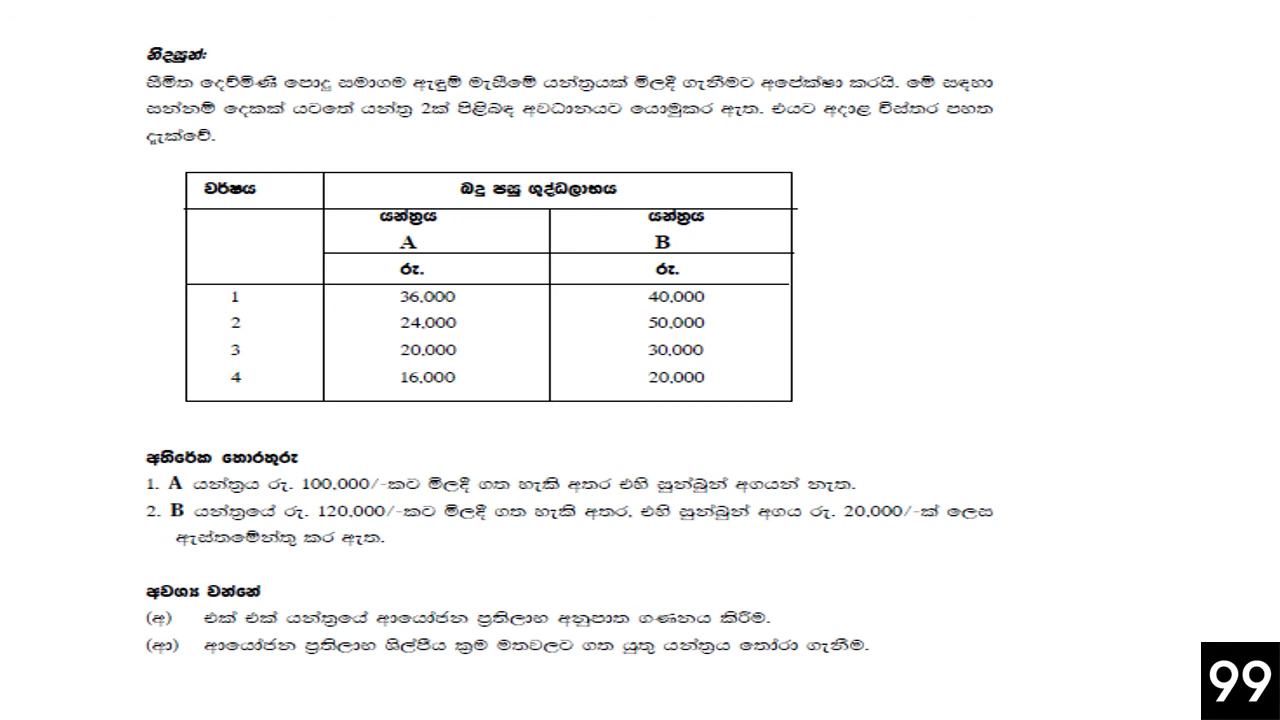 නිදසුන්:
සීමිත දෙව්මිණි පොදු සමාගම ඇඳුම් මැසීමේ යන්ත්‍රයක් මිලදී ගැනීමට අපේක්ෂා කරයි. මේ සඳහා
සන්නම් දෙකක් යටතේ යන්ත්‍ර 2ක් පිළිබඳ අවධානයට යොමුකර ඇත. එයට අදාළ විස්තර පහත
දැක්වේ.
වර්ෂය බදු පසු ශුද්ධලාභය
යන්ත්‍රය යන්ත්‍රය
A B
රු. රු.
1 36,000 40,000
2 24,000 50,000
3 20,000 30,000
4 16,000 20,000
අතිරේක තොරතුරු
1. A යන්ත්‍රය රු. 100,000/-කට මිලදී ගත හැකි අතර එහි සුන්බුන් අගයන් නැත.
2. B යන්ත්‍රයේ රු. 120,000/-කට මිලදී ගත හැකි අතර, එහි සුන්බුන් අගය රු. 20,000/-ක් ලෙස
ඇස්තමේන්තු කර ඇත.
අවශ්‍ය වන්නේ
(අ) එක් එක් යන්ත්‍රයේ ආයෝජන ප්‍රතිලාභ අනුපාත ගණනය කිරීම.
(ආ) ආයෝජන ප්‍රතිලාභ ශිල්පීය ක්‍රම මතවලට ගත යුතු යන්ත්‍රය තෝරා ගැනීම.
99